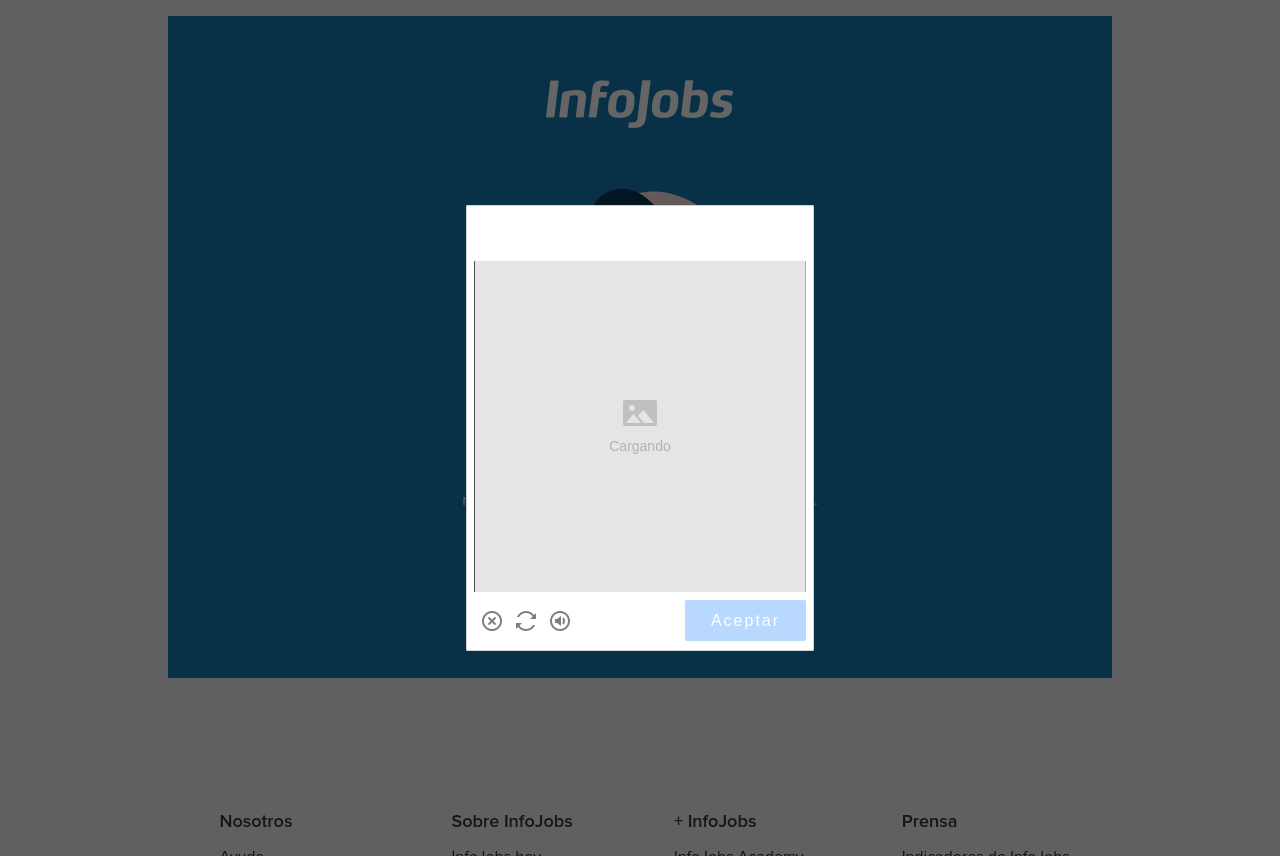 InfoJobs
Cargando
Aceptar
Nosotros
Sobre InfoJobs
+ InfoJobs
Prensa
Ayuda
InfoJobs hoy
InfoJobs Academy
Indicadores de InfoJobs